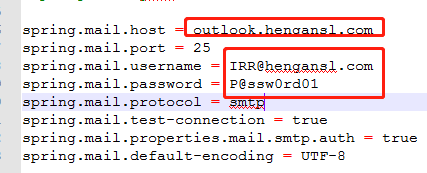 spring.mail.host = outlook.hengansl.com
spring.mail.port = 25
spring.mail.username = IRR@hengansl.com
spring.mail.password = P@ssw0rd01
spring.mail.protocol = smtp
spring.mail.test-connection = true
spring.mail.properties.mail.smtp.auth = true
spring.mail.default-encoding = UTF-8